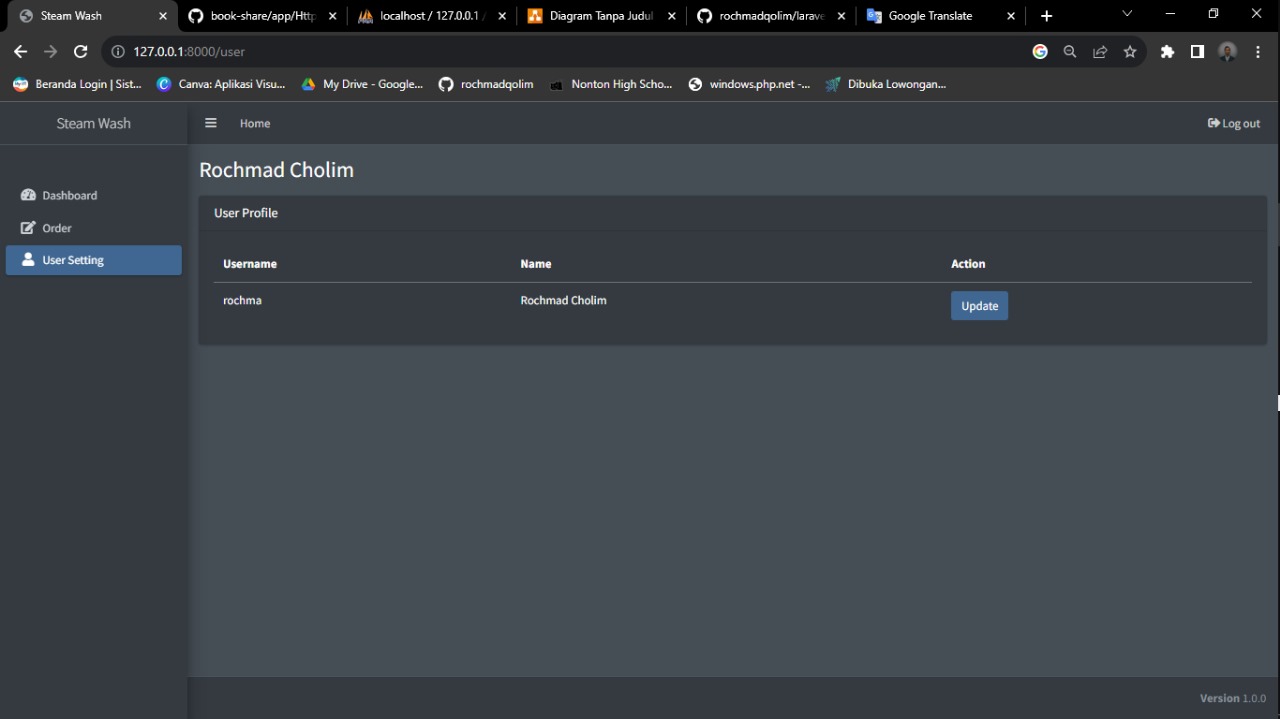 Steam Wash
book-share/app/Http
localhost / 127.0.0.1 /
Diagram Tanpa Judul
rochmadqolim/larave
Google Translate
127.0.0.1:8000/user
Beranda Login | Sist...
Canva: Aplikasi Visu...
My Drive - Google...
rochmadqolim
Nonton High Scho...
windows.php.net -...
Dibuka Lowongan...
Steam Wash
Home
Log out
Dashboard
Order
User Setting
Rochmad Cholim
User Profile
Username Name Action
rochma Rochmad Cholim Update
Version 1.0.0